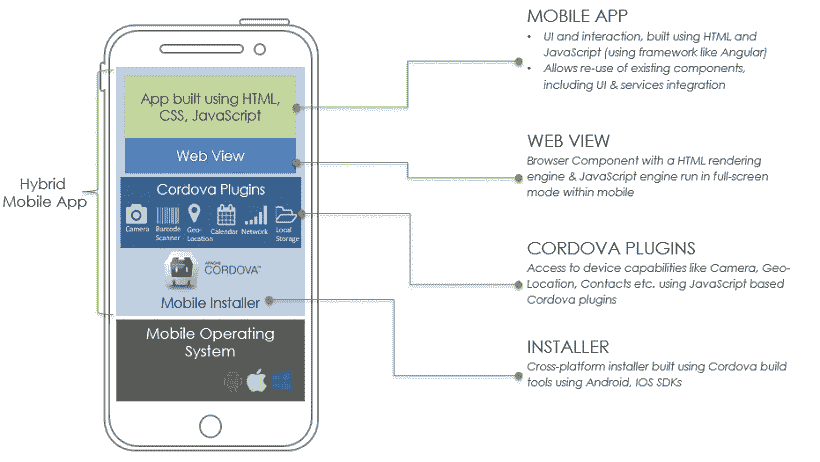 Hybrid
Mobile App
App built using HTML,
CSS, JavaScript
Web View
Cordova Plugins
Camera
Barcode
Scanner
Geo-
Location
Calendar
Network
Local
Storage
APACHE
CORDOVA™
Mobile Installer
Mobile Operating
System
MOBILE APP
• UI and interaction, built using HTML and
JavaScript (using framework like Angular)
• Allows re-use of existing components,
including UI & services integration
WEB VIEW
Browser Component with a HTML rendering
engine & JavaScript engine run in full-screen
mode within mobile
CORDOVA PLUGINS
Access to device capabilities like Camera, Geo-
Location, Contacts etc. using JavaScript based
Cordova plugins
INSTALLER
Cross-platform installer built using Cordova build
tools using Android, IOS SDKs